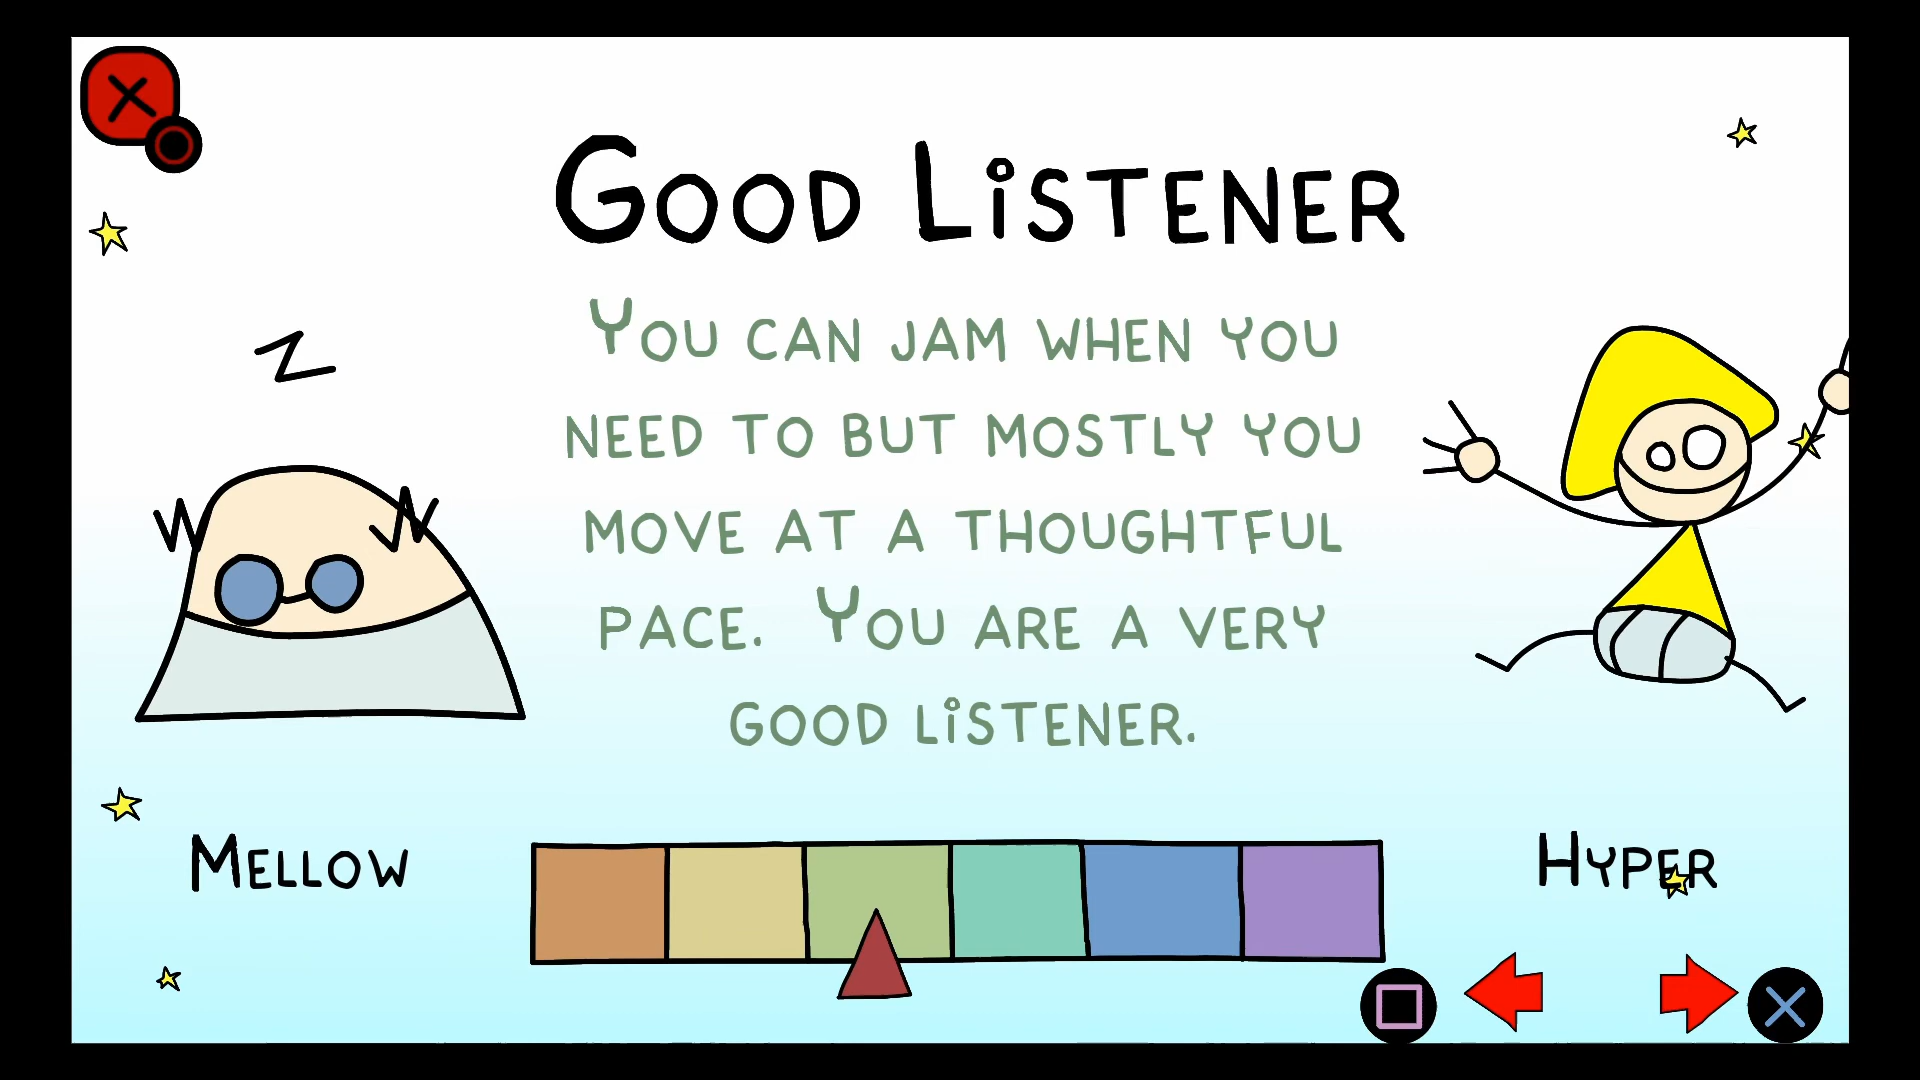 Good Listener
You can jam when you
need to but mostly you
move at a thoughtful
pace. You are a very
good listener.
Z
Mellow
Hyper